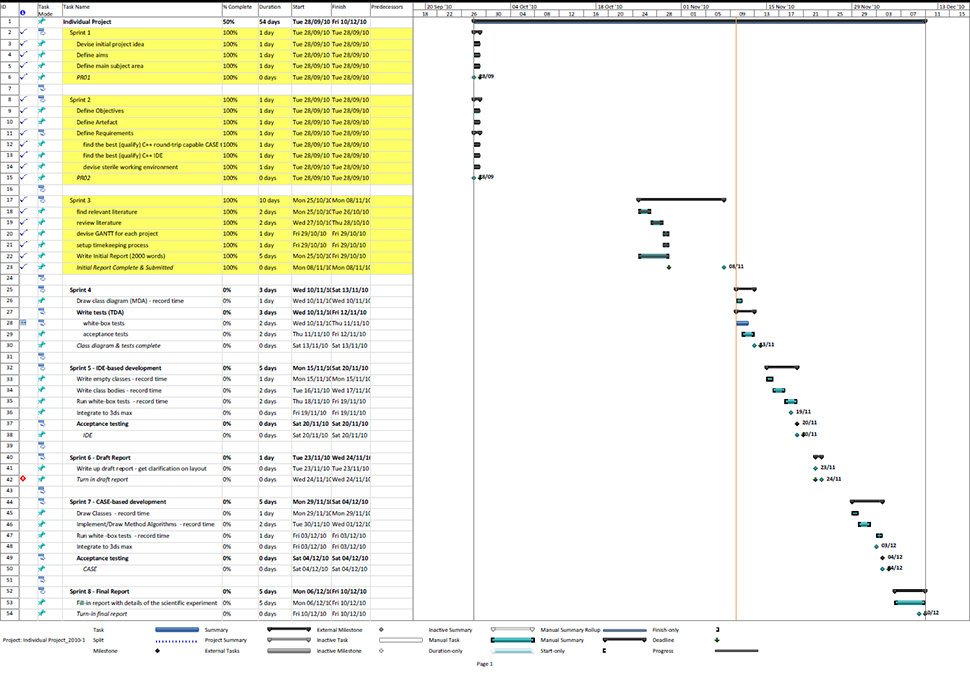 ID Task Mode Task Name % Complete Duration Start Finish Predecessors
20 Sep '10 04 Oct '10 18 Oct '10 01 Nov '10 15 Nov '10 29 Nov '10 13 Dec '10
18 22 26 30 04 08 12 16 20 24 28 01 05 09 13 17 21 25 29 03 07 11 15
1 Individual Project 50% 54 days Tue 28/09/10 Fri 10/12/10
2 Sprint 1 100% 1 day Tue 28/09/10 Tue 28/09/10
3 Devise initial project idea 100% 1 day Tue 28/09/10 Tue 28/09/10
4 Define aims 100% 1 day Tue 28/09/10 Tue 28/09/10
5 Define main subject area 100% 1 day Tue 28/09/10 Tue 28/09/10
6 PR01 100% 0 days Tue 28/09/10 Tue 28/09/10 28/09
7
8 Sprint 2 100% 1 day Tue 28/09/10 Tue 28/09/10
9 Define Objectives 100% 1 day Tue 28/09/10 Tue 28/09/10
10 Define Artefact 100% 1 day Tue 28/09/10 Tue 28/09/10
11 Define Requirements 100% 1 day Tue 28/09/10 Tue 28/09/10
12 find the best (qualify) C++ round-trip capable CASE t 100% 1 day Tue 28/09/10 Tue 28/09/10
13 find the best (qualify) C++ IDE 100% 1 day Tue 28/09/10 Tue 28/09/10
14 devise sterile working environment 100% 1 day Tue 28/09/10 Tue 28/09/10
15 PR02 100% 0 days Tue 28/09/10 Tue 28/09/10 28/09
16
17 Sprint 3 100% 10 days Mon 25/10/10 Mon 08/11/10
18 find relevant literature 100% 2 days Mon 25/10/10 Tue 26/10/10
19 review literature 100% 2 days Wed 27/10/10 Thu 28/10/10
20 devise GANTT for each project 100% 1 day Fri 29/10/10 Fri 29/10/10
21 setup timekeeping process 100% 1 day Fri 29/10/10 Fri 29/10/10
22 Write Initial Report (2000 words) 100% 5 days Mon 25/10/10 Fri 29/10/10
23 Initial Report Complete & Submitted 100% 0 days Mon 08/11/10 Mon 08/11/10 08/11
24
25 Sprint 4 0% 3 days Wed 10/11/10 Sat 13/11/10
26 Draw class diagram (MDA) - record time 0% 1 day Wed 10/11/10 Wed 10/11/10
27 Write tests (TDA) 0% 3 days Wed 10/11/10 Fri 12/11/10
28 white-box tests 0% 2 days Wed 10/11/10 Thu 11/11/10
29 acceptance tests 0% 2 days Thu 11/11/10 Fri 12/11/10
30 Class diagram & tests complete 0% 0 days Sat 13/11/10 Sat 13/11/10 13/11
31
32 Sprint 5 - IDE-based development 0% 5 days Mon 15/11/10 Sat 20/11/10
33 Write empty classes - record time 0% 1 day Mon 15/11/10 Mon 15/11/10
34 Write class bodies - record time 0% 2 days Tue 16/11/10 Wed 17/11/10
35 Run white-box tests - record time 0% 2 days Thu 18/11/10 Fri 19/11/10
36 Integrate to 3ds max 0% 0 days Fri 19/11/10 Fri 19/11/10 19/11
37 Acceptance testing 0% 0 days Sat 20/11/10 Sat 20/11/10 20/11
38 IDE 0% 0 days Sat 20/11/10 Sat 20/11/10 20/11
39
40 Sprint 6 - Draft Report 0% 1 day Tue 23/11/10 Wed 24/11/10
41 Write up draft report - get clarification on layout 0% 0 days Tue 23/11/10 Tue 23/11/10 23/11
42 Turn in draft report 0% 0 days Wed 24/11/10 Wed 24/11/10 24/11
43
44 Sprint 7 - CASE-based development 0% 5 days Mon 29/11/10 Sat 04/12/10
45 Draw Classes - record time 0% 1 day Mon 29/11/10 Mon 29/11/10
46 Implement/Draw Method Algorithms - record time 0% 2 days Tue 30/11/10 Wed 01/12/10
47 Run white -box tests - record time 0% 1 day Fri 03/12/10 Fri 03/12/10
48 Integrate to 3ds max 0% 0 days Fri 03/12/10 Fri 03/12/10 03/12
49 Acceptance testing 0% 0 days Sat 04/12/10 Sat 04/12/10 04/12
50 CASE 0% 0 days Sat 04/12/10 Sat 04/12/10 04/12
51
52 Sprint 8 - Final Report 0% 5 days Mon 06/12/10 Fri 10/12/10
53 Fill-in report with details of the scientific experiment 0% 5 days Mon 06/12/10 Fri 10/12/10
54 Turn-in final report 0% 0 days Fri 10/12/10 Fri 10/12/10 10/12
Task Summary External Milestone Inactive Summary Manual Summary Rollup Finish-only
Project: Individual Project_2010-1 Split Project Summary Inactive Task Manual Task Manual Summary Deadline
Milestone External Tasks Inactive Milestone Duration-only Start-only Progress
Page 1